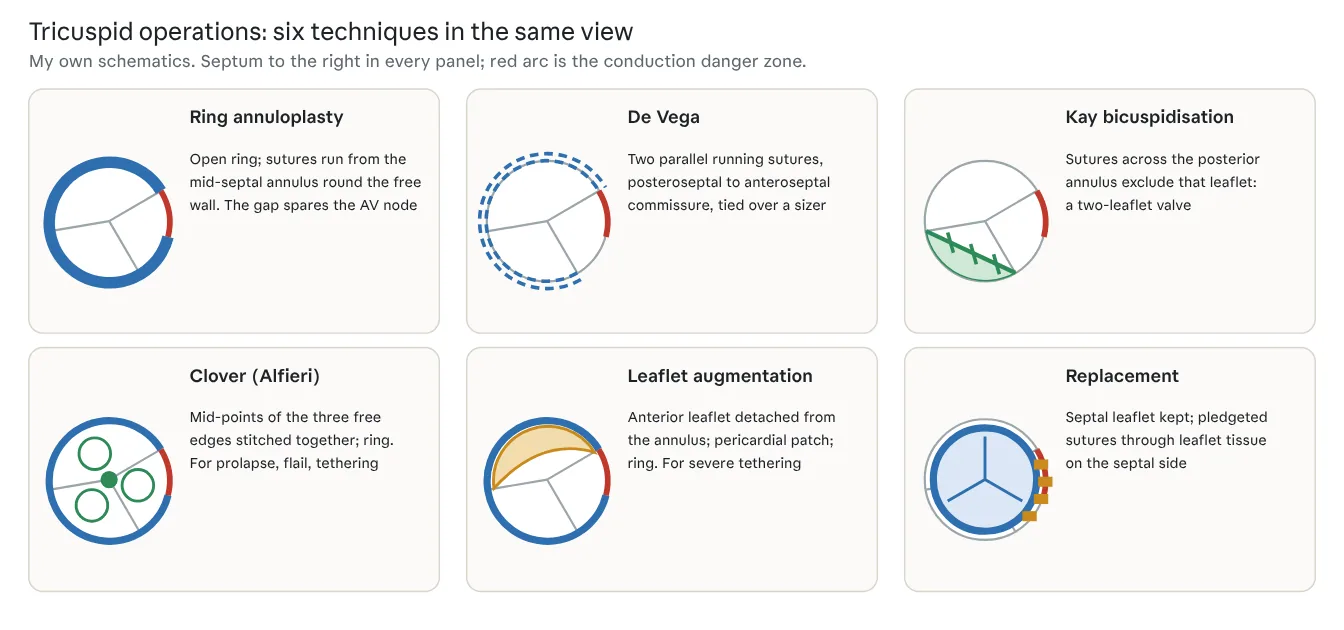 Tricuspid operations: six techniques in the same view
My own schematics. Septum to the right in every panel; red arc is the conduction danger zone.
Ring annuloplasty
Open ring; sutures run from the
mid-septal annulus round the free
wall. The gap spares the AV node
De Vega
Two parallel running sutures,
posteroseptal to anteroseptal
commissure, tied over a sizer
Kay bicuspidisation
Sutures across the posterior
annulus exclude that leaflet:
a two-leaflet valve
Clover (Alfieri)
Mid-points of the three free
edges stitched together; ring.
For prolapse, flail, tethering
Leaflet augmentation
Anterior leaflet detached from
the annulus; pericardial patch;
ring. For severe tethering
Replacement
Septal leaflet kept; pledgeted
sutures through leaflet tissue
on the septal side